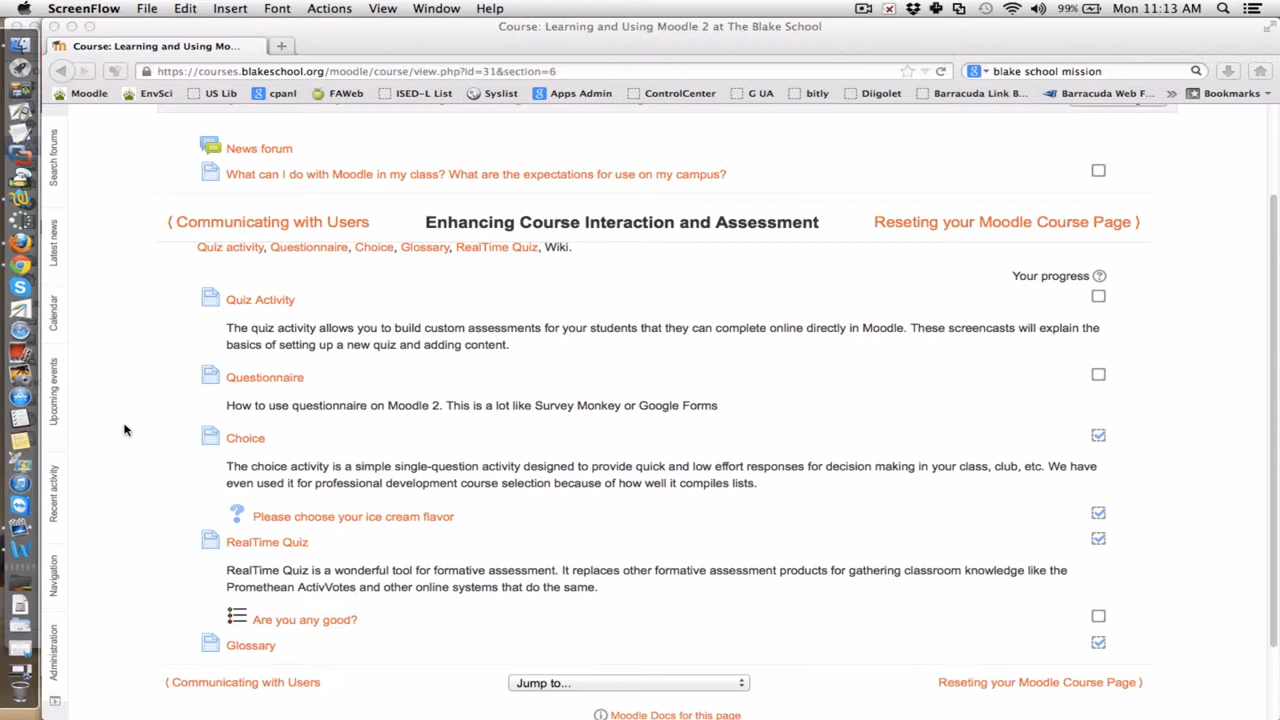 ScreenFlow File Edit Insert Font Actions View Window Help 99% Mon 11:13 AM
Course: Learning and Using Moodle 2 at The Blake School
Course: Learning and Using Mo...
https://courses.blakeschool.org/moodle/course/view.php?id=31&section=6 blake school mission
Moodle EnvSci US Lib cpanl FAWeb ISED-L List Syslist Apps Admin ControlCenter G UA bitly Diigolet Barracuda Link B... Barracuda Web F... Bookmarks
Search forums
Latest news
Calendar
Upcoming events
Recent activity
Navigation
Administration
News forum
What can I do with Moodle in my class? What are the expectations for use on my campus?
⟨ Communicating with Users Enhancing Course Interaction and Assessment Reseting your Moodle Course Page ⟩
Quiz activity, Questionnaire, Choice, Glossary, RealTime Quiz, Wiki.
Your progress
Quiz Activity
The quiz activity allows you to build custom assessments for your students that they can complete online directly in Moodle. These screencasts will explain the
basics of setting up a new quiz and adding content.
Questionnaire
How to use questionnaire on Moodle 2. This is a lot like Survey Monkey or Google Forms
Choice
The choice activity is a simple single-question activity designed to provide quick and low effort responses for decision making in your class, club, etc. We have
even used it for professional development course selection because of how well it compiles lists.
Please choose your ice cream flavor
RealTime Quiz
RealTime Quiz is a wonderful tool for formative assessment. It replaces other formative assessment products for gathering classroom knowledge like the
Promethean ActivVotes and other online systems that do the same.
Are you any good?
Glossary
⟨ Communicating with Users Jump to... Reseting your Moodle Course Page ⟩
Moodle Docs for this page